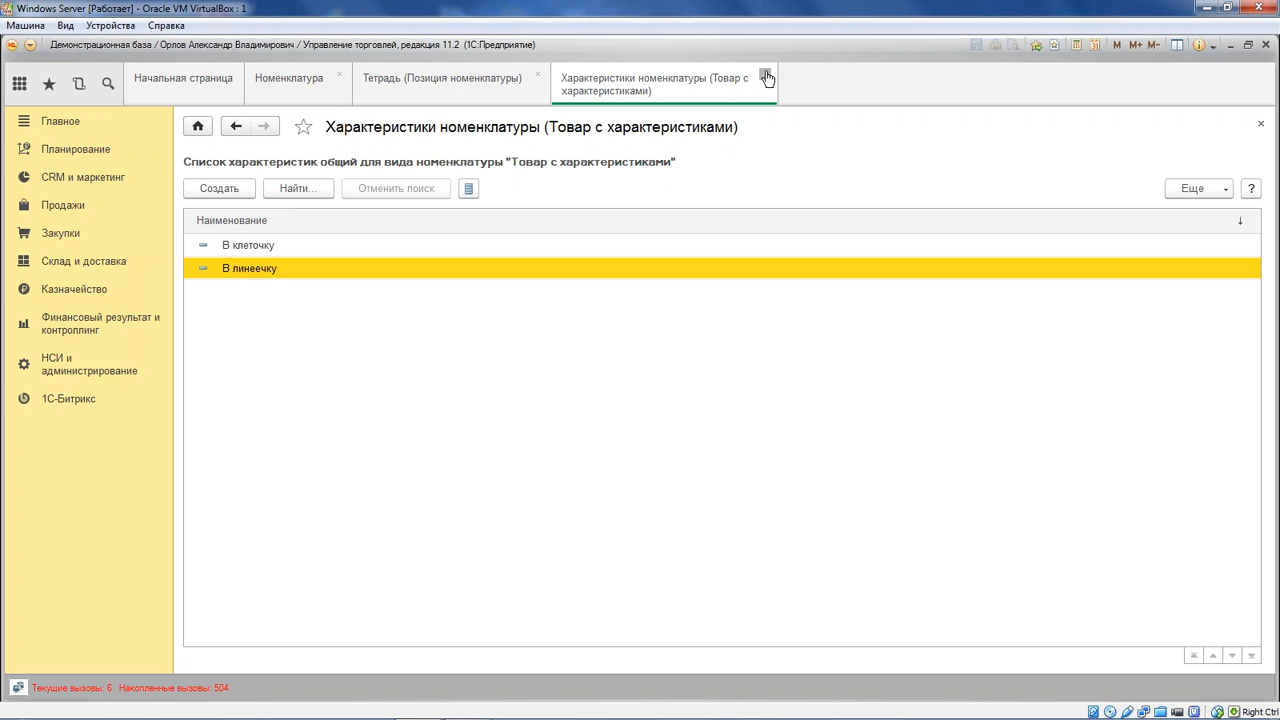 Windows Server [Работает] - Oracle VM VirtualBox : 1
Машина Вид Устройства Справка
Демонстрационная база / Орлов Александр Владимирович / Управление торговлей, редакция 11.2 (1С:Предприятие)
M M+ M-
Начальная страница
Номенклатура
Тетрадь (Позиция номенклатуры)
Характеристики номенклатуры (Товар с
характеристиками)
Главное
Планирование
CRM и маркетинг
Продажи
Закупки
Склад и доставка
Казначейство
Финансовый результат и
контроллинг
НСИ и
администрирование
1С-Битрикс
Характеристики номенклатуры (Товар с характеристиками)
Список характеристик общий для вида номенклатуры "Товар с характеристиками"
Создать Найти... Отменить поиск Еще ?
Наименование
В клеточку
В линеечку
Текущие вызовы: 6 Накопленные вызовы: 504
Right Ctrl